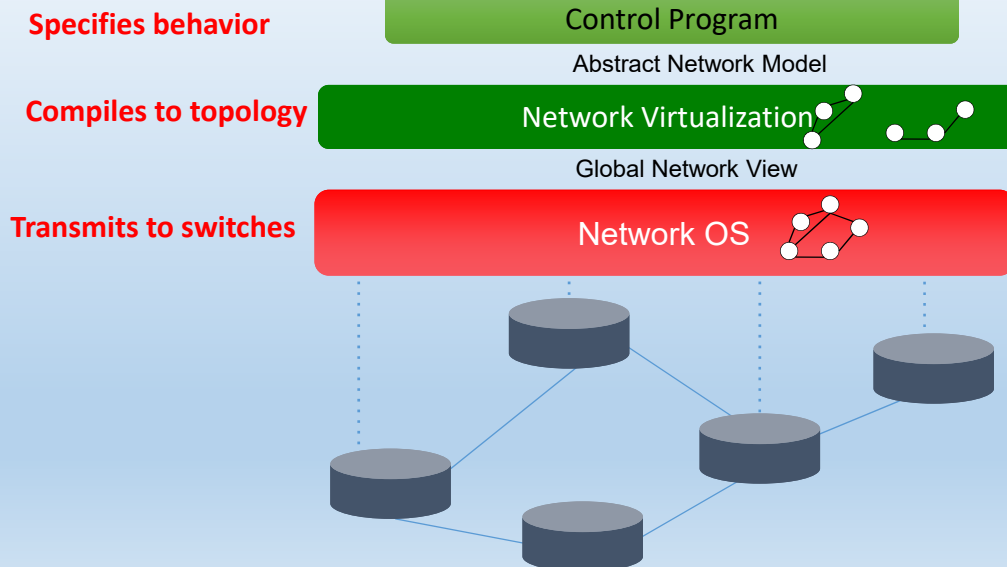 Specifies behavior
Control Program
Abstract Network Model
Compiles to topology
Network Virtualization
Global Network View
Transmits to switches
Network OS